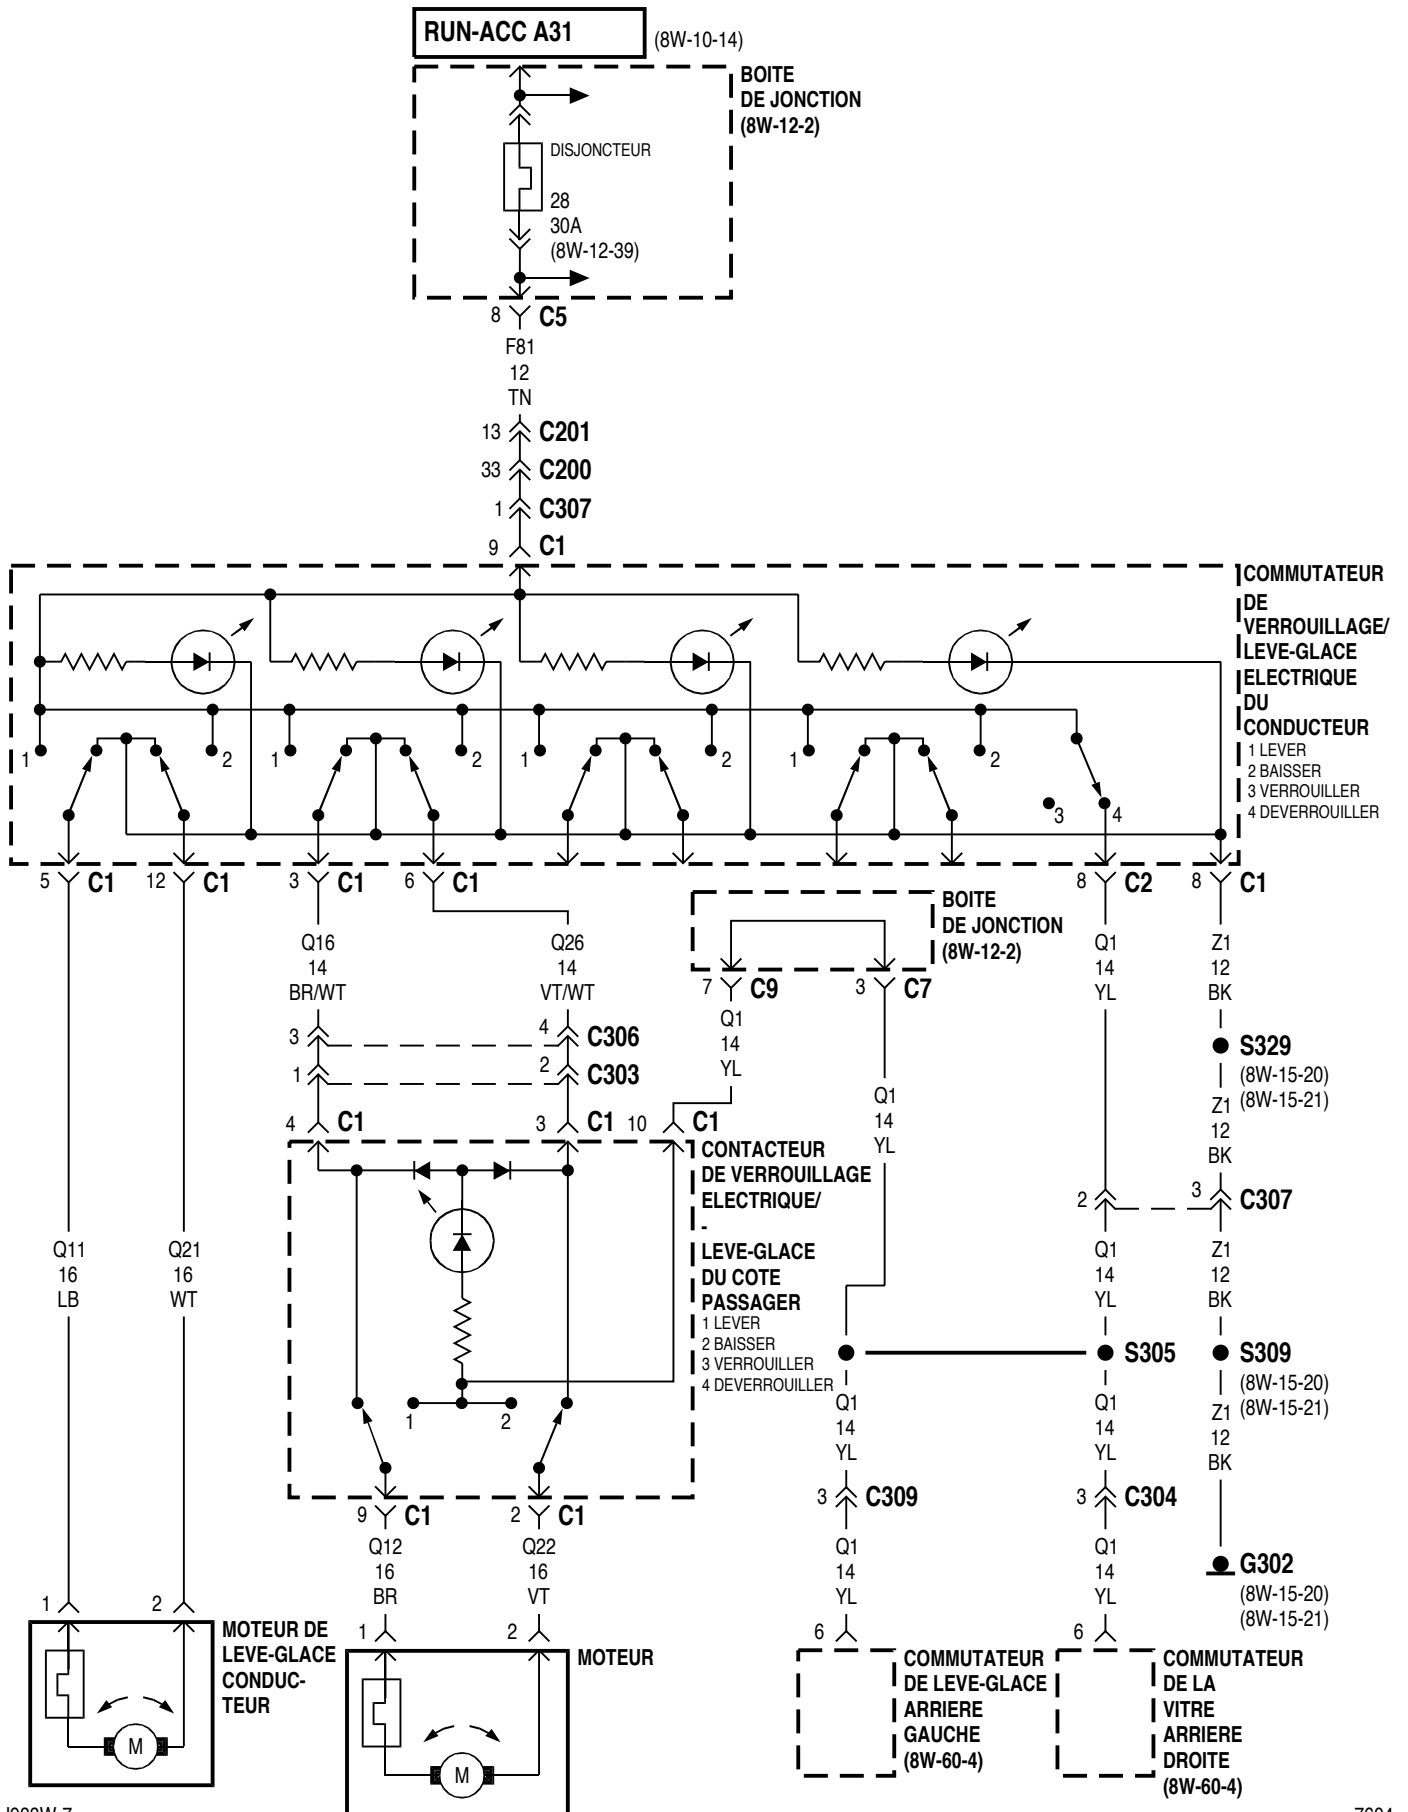 RUN-ACC A31
(8W-10-14)
BOITE
DE JONCTION
(8W-12-2)
DISJONCTEUR
28
30A
(8W-12-39)
8 C5
F81
12
TN
13 C201
33 C200
1 C307
9 C1
COMMUTATEUR
DE
VERROUILLAGE/
LEVE-GLACE
ELECTRIQUE
DU
CONDUCTEUR
1 LEVER
2 BAISSER
3 VERROUILLER
4 DEVERROUILLER
1 2 1 2 1 2 1 2
3 4
5 C1 12 C1 3 C1 6 C1 8 C2 8 C1
BOITE
DE JONCTION
(8W-12-2)
7 C9 3 C7
Q16
14
BR/WT
Q26
14
VT/WT
Q1
14
YL
Q1
14
YL
Q1
14
YL
Z1
12
BK
3 4 C306
1 2 C303
S329
(8W-15-20)
(8W-15-21)
Z1
12
BK
4 C1 3 C1 10 C1
CONTACTEUR
DE VERROUILLAGE
ELECTRIQUE/
-
LEVE-GLACE
DU COTE
PASSAGER
1 LEVER
2 BAISSER
3 VERROUILLER
4 DEVERROUILLER
1 2
2 3 C307
Q11
16
LB
Q21
16
WT
Q1
14
YL
Z1
12
BK
S305
S309
(8W-15-20)
(8W-15-21)
Q1
14
YL
Q1
14
YL
Z1
12
BK
9 C1 2 C1
3 C309 3 C304
Q12
16
BR
Q22
16
VT
Q1
14
YL
Q1
14
YL
G302
(8W-15-20)
(8W-15-21)
1 2
MOTEUR DE
LEVE-GLACE
CONDUC-
TEUR
M
1 2
MOTEUR
M
6
COMMUTATEUR
DE LEVE-GLACE
ARRIERE
GAUCHE
(8W-60-4)
6
COMMUTATEUR
DE LA
VITRE
ARRIERE
DROITE
(8W-60-4)